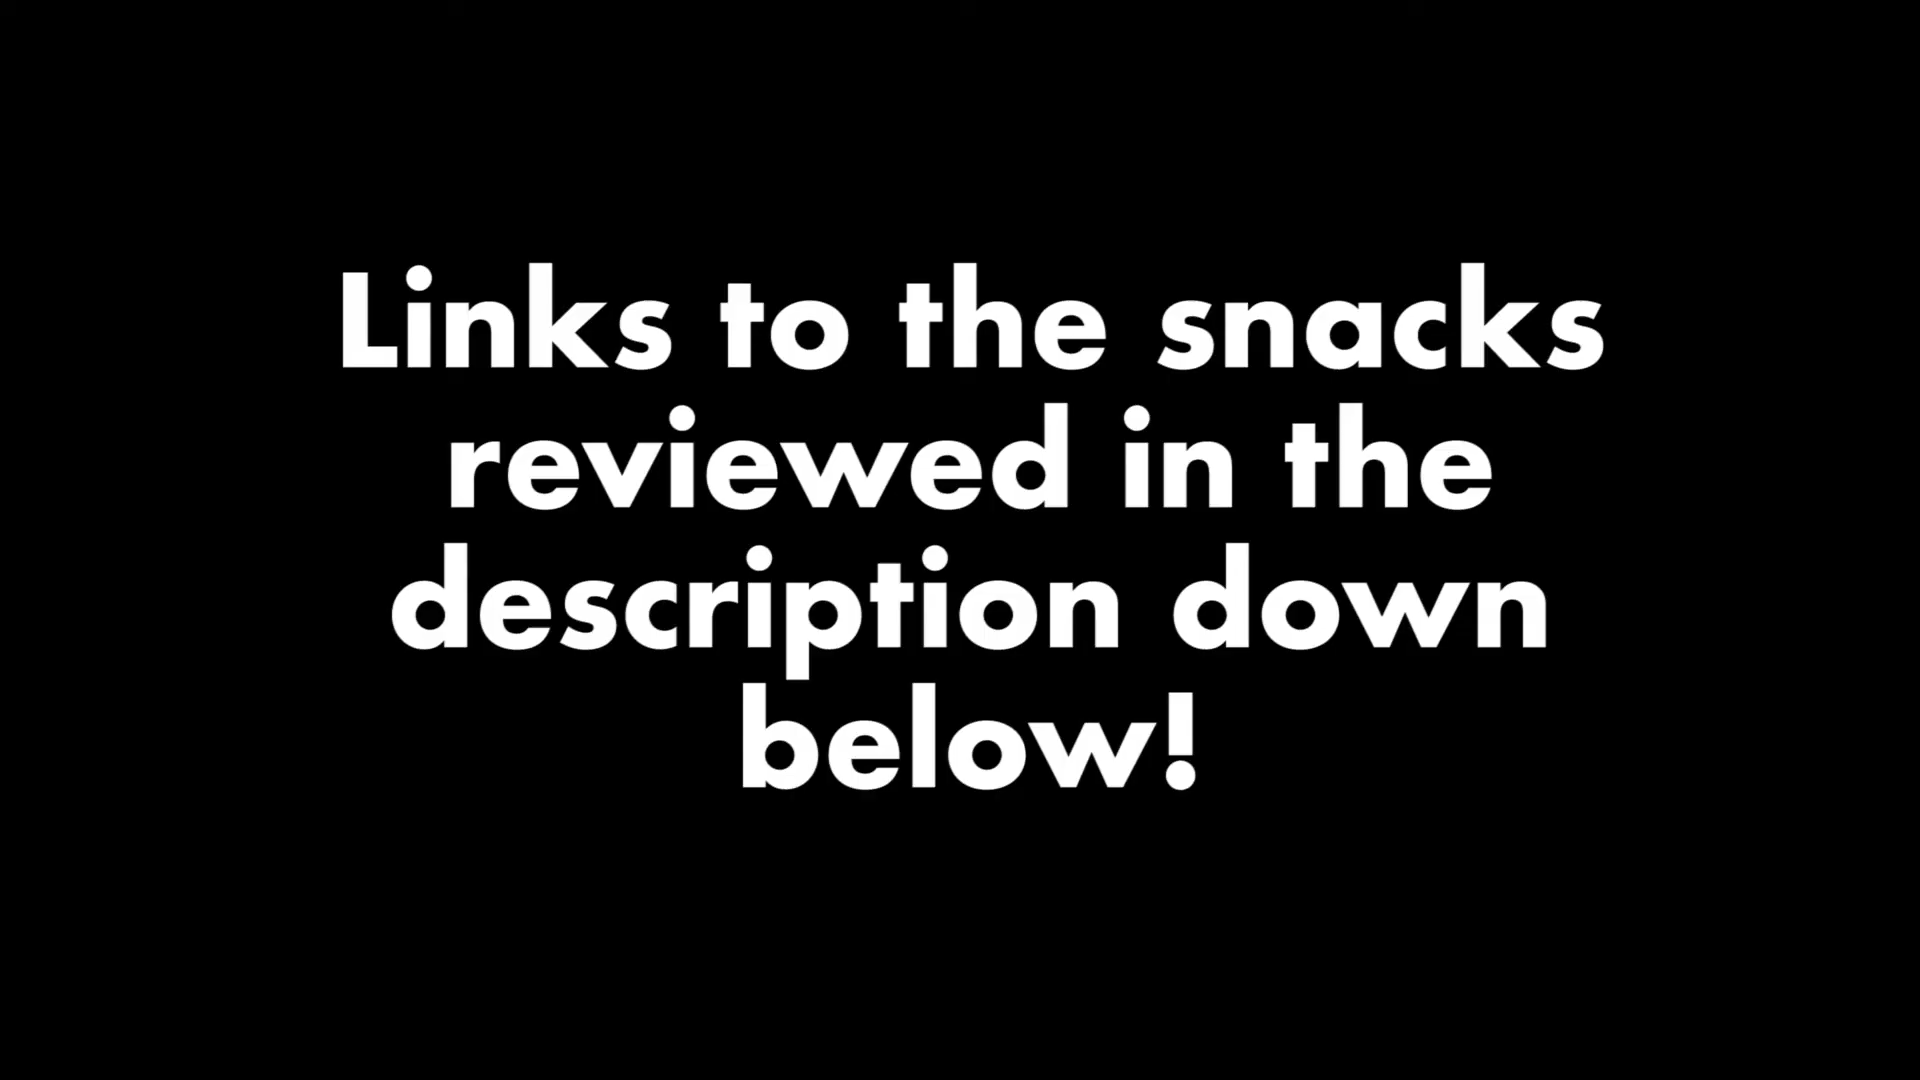 Links to the snacks
reviewed in the
description down
below!